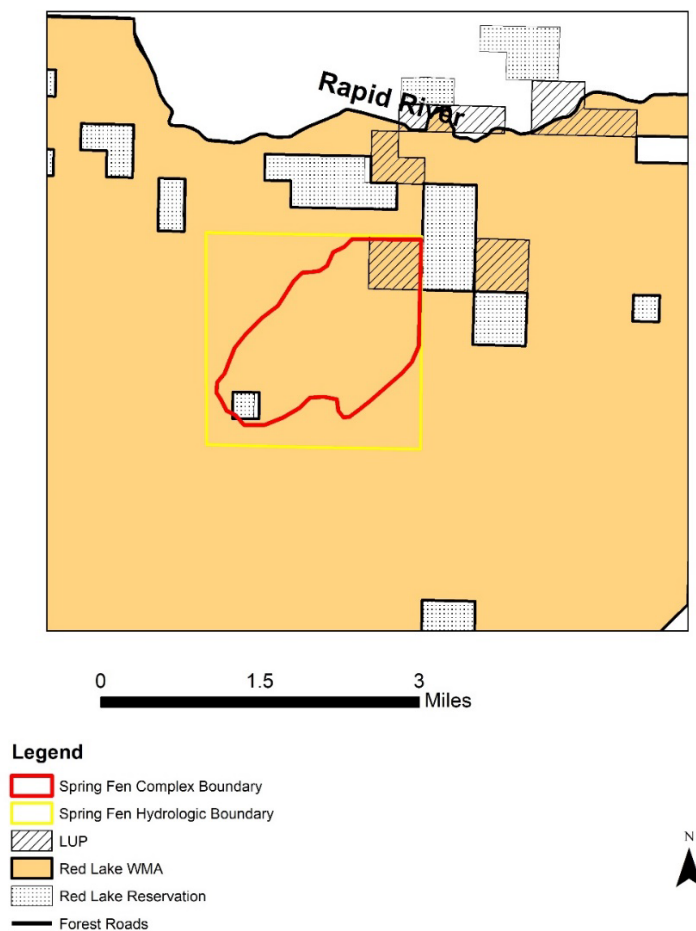 Rapid River
0 1.5 3
Miles
Legend
Spring Fen Complex Boundary
Spring Fen Hydrologic Boundary
LUP
Red Lake WMA
Red Lake Reservation
Forest Roads
N